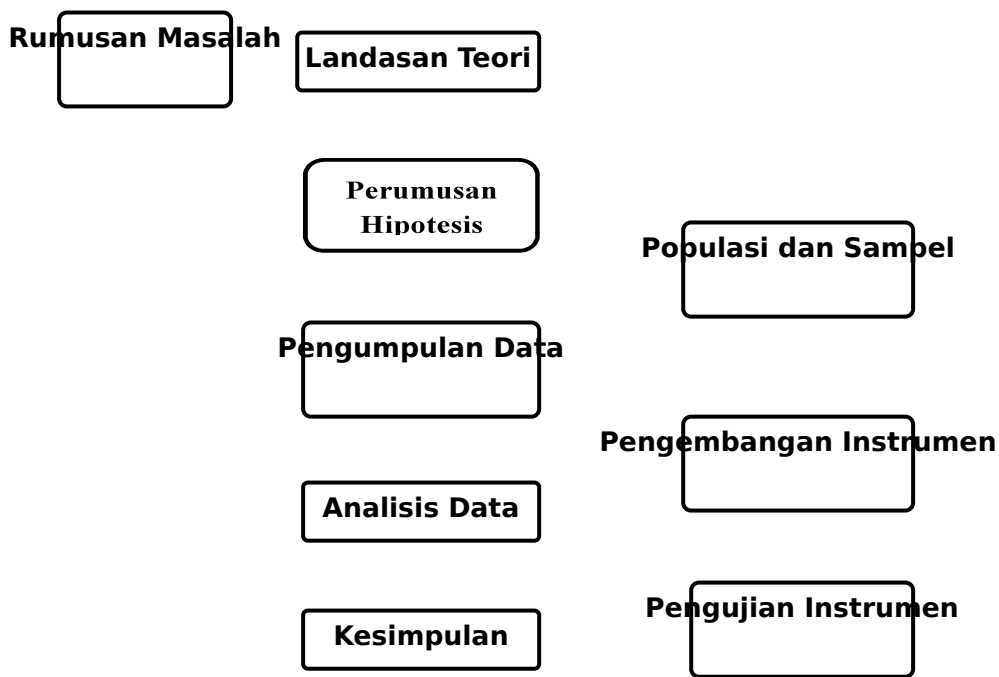 Rumusan Masalah
Landasan Teori
Perumusan
Hipotesis
Populasi dan Sampel
Pengumpulan Data
Pengembangan Instrumen
Analisis Data
Pengujian Instrumen
Kesimpulan